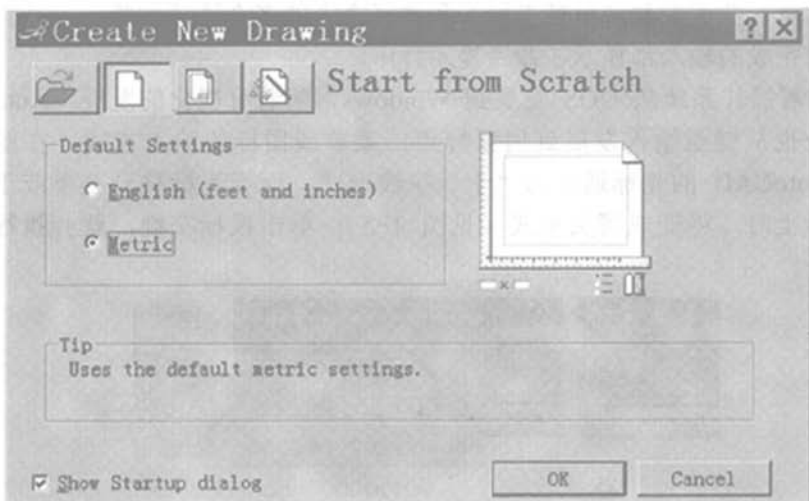 Create New Drawing
Start from Scratch
Default Settings
English (feet and inches)
Metric
Tip
Uses the default metric settings.
Show Startup dialog
OK
Cancel